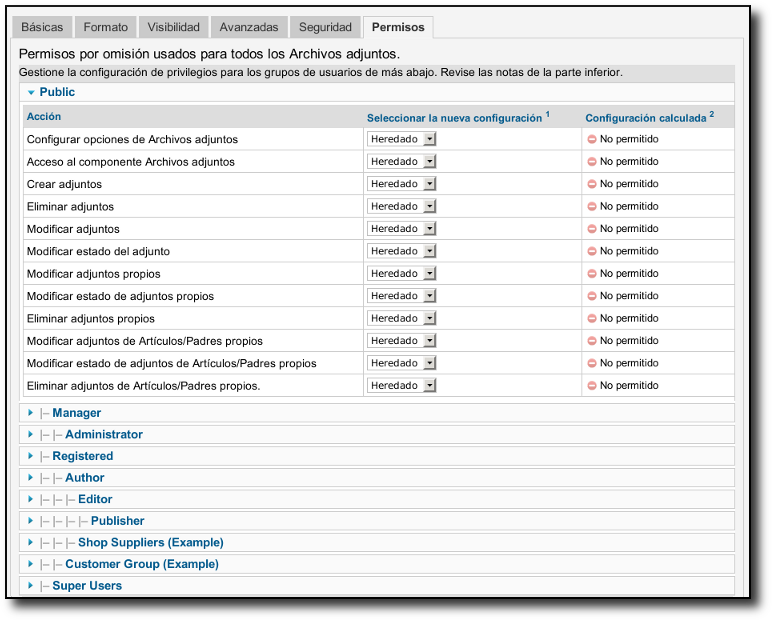 Básicas Formato Visibilidad Avanzadas Seguridad Permisos
Permisos por omisión usados para todos los Archivos adjuntos.
Gestione la configuración de privilegios para los grupos de usuarios de más abajo. Revise las notas de la parte inferior.
Public
Acción Seleccionar la nueva configuración 1 Configuración calculada 2
Configurar opciones de Archivos adjuntos Heredado No permitido
Acceso al componente Archivos adjuntos Heredado No permitido
Crear adjuntos Heredado No permitido
Eliminar adjuntos Heredado No permitido
Modificar adjuntos Heredado No permitido
Modificar estado del adjunto Heredado No permitido
Modificar adjuntos propios Heredado No permitido
Modificar estado de adjuntos propios Heredado No permitido
Eliminar adjuntos propios Heredado No permitido
Modificar adjuntos de Artículos/Padres propios Heredado No permitido
Modificar estado de adjuntos de Artículos/Padres propios Heredado No permitido
Eliminar adjuntos de Artículos/Padres propios. Heredado No permitido
|– Manager
|– |– Administrator
|– Registered
|– |– Author
|– |– |– Editor
|– |– |– |– Publisher
|– |– |– Shop Suppliers (Example)
|– |– Customer Group (Example)
|– Super Users